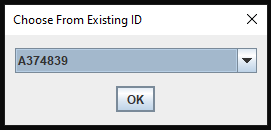 Choose From Existing ID
A374839
OK